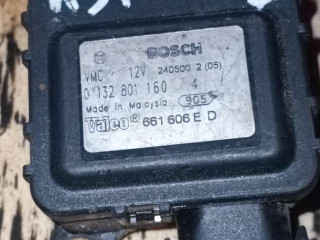 BOSCH
VMC 12V 240500 2 (05)
0 132 801 160 4
Made in Malaysia 905
Valeo® 661 606 E D